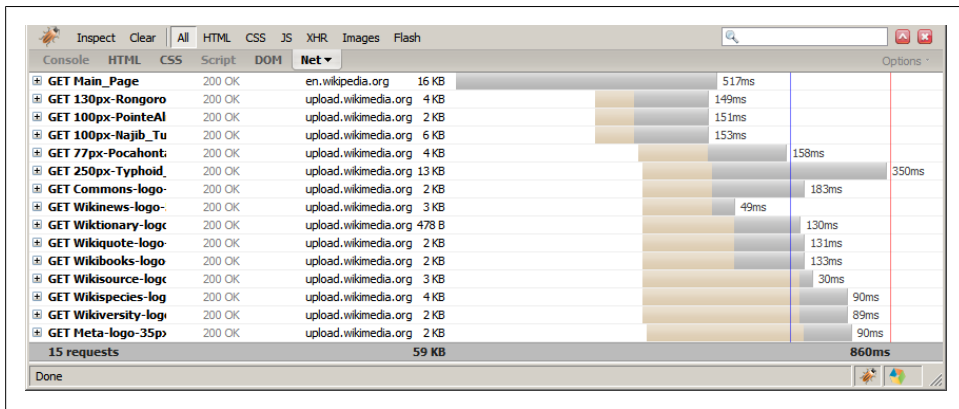 Inspect Clear All HTML CSS JS XHR Images Flash
Console HTML CSS Script DOM Net Options
GET Main_Page 200 OK en.wikipedia.org 16 KB 517ms
GET 130px-Rongoro 200 OK upload.wikimedia.org 4 KB 149ms
GET 100px-PointeAl 200 OK upload.wikimedia.org 2 KB 151ms
GET 100px-Najib_Tu 200 OK upload.wikimedia.org 6 KB 153ms
GET 77px-Pocahonta 200 OK upload.wikimedia.org 4 KB 158ms
GET 250px-Typhoid_ 200 OK upload.wikimedia.org 13 KB 350ms
GET Commons-logo- 200 OK upload.wikimedia.org 2 KB 183ms
GET Wikinews-logo- 200 OK upload.wikimedia.org 3 KB 49ms
GET Wiktionary-logo 200 OK upload.wikimedia.org 478 B 130ms
GET Wikiquote-logo- 200 OK upload.wikimedia.org 2 KB 131ms
GET Wikibooks-logo 200 OK upload.wikimedia.org 2 KB 133ms
GET Wikisource-logo 200 OK upload.wikimedia.org 3 KB 30ms
GET Wikispecies-log 200 OK upload.wikimedia.org 4 KB 90ms
GET Wikiversity-logo 200 OK upload.wikimedia.org 2 KB 89ms
GET Meta-logo-35px 200 OK upload.wikimedia.org 2 KB 90ms
15 requests 59 KB 860ms
Done